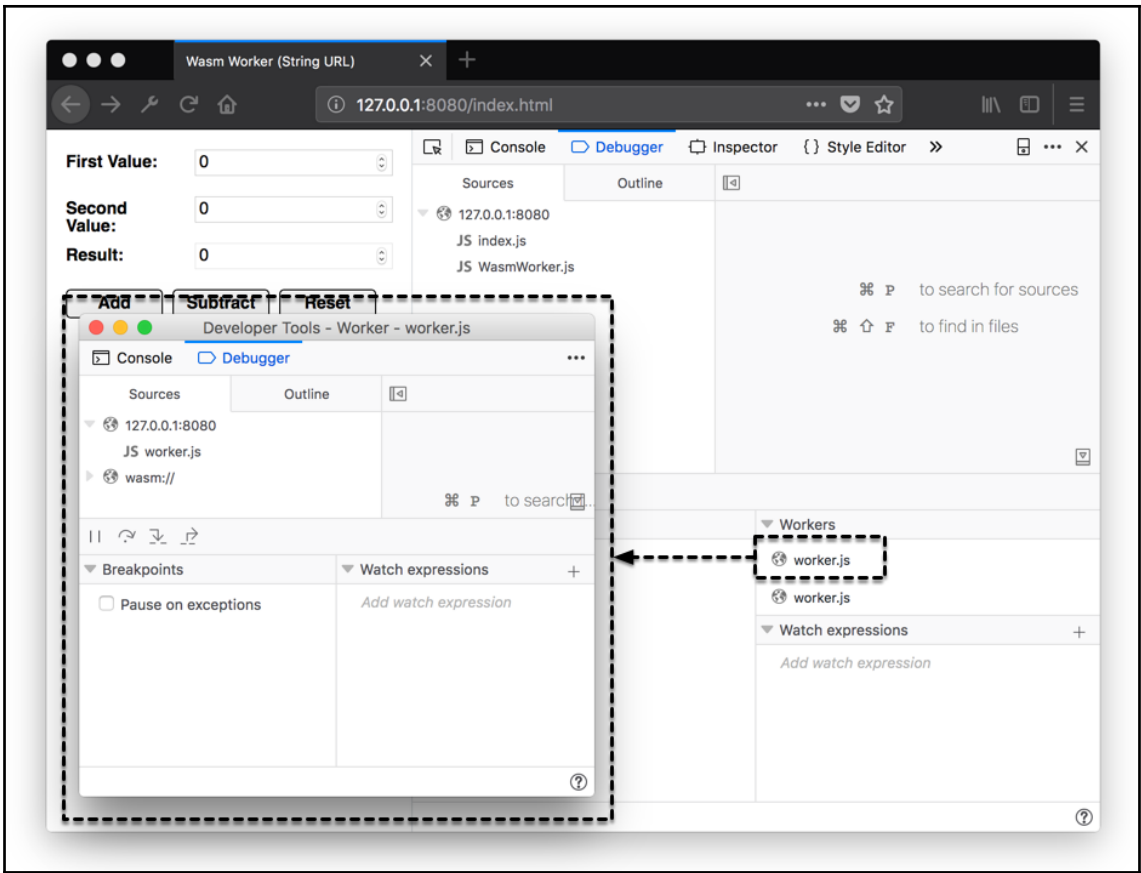 Wasm Worker (String URL)
127.0.0.1:8080/index.html
Console Debugger Inspector { } Style Editor
Sources Outline
127.0.0.1:8080
JS index.js
JS WasmWorker.js
⌘ P to search for sources
⌘ ⇧ F to find in files
First Value: 0
Second
Value: 0
Result: 0
Add Subtract Reset
Developer Tools - Worker - worker.js
Console Debugger
Sources Outline
127.0.0.1:8080
JS worker.js
wasm://
⌘ P to search...
Breakpoints Watch expressions +
Pause on exceptions Add watch expression
Workers
worker.js
worker.js
Watch expressions +
Add watch expression